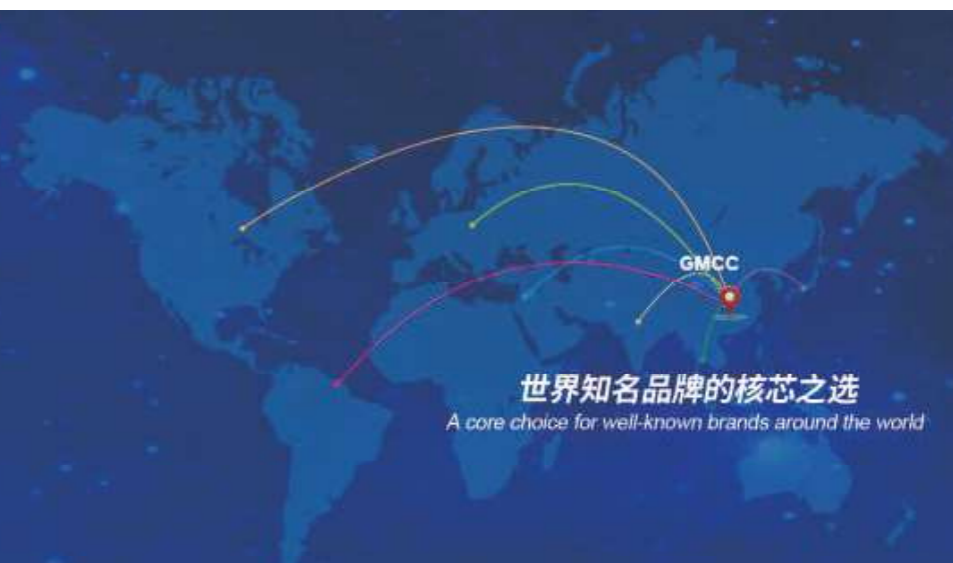 GMCC
世界知名品牌的核芯之选
A core choice for well-known brands around the world